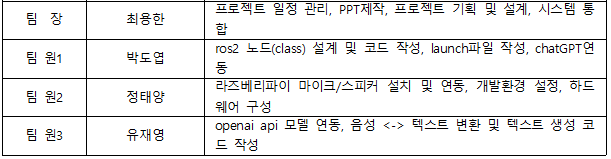 팀 장 최용한 프로젝트 일정 관리, PPT제작, 프로젝트 기획 및 설계, 시스템 통
합
팀 원1 박도엽 ros2 노드(class) 설계 및 코드 작성, launch파일 작성, chatGPT연
동
팀 원2 정태양 라즈베리파이 마이크/스피커 설치 및 연동, 개발환경 설정, 하드
웨어 구성
팀 원3 유재영 openai api 모델 연동, 음성 <-> 텍스트 변환 및 텍스트 생성 코
드 작성